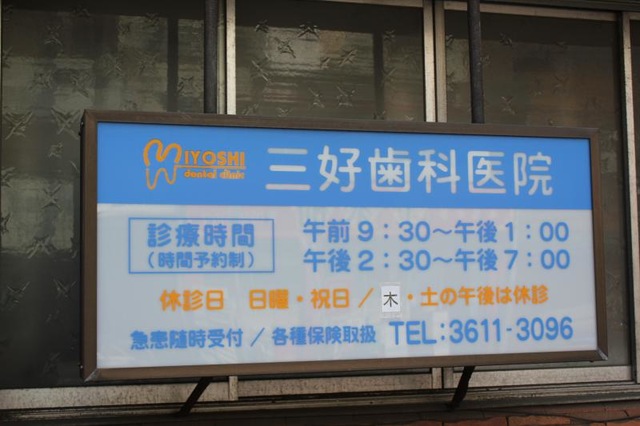 MIYOSHI
dental clinic
三好歯科医院
診療時間
(時間予約制)
午前9:30～午後1:00
午後2:30～午後7:00
休診日 日曜・祝日/木・土の午後は休診
急患随時受付/各種保険取扱 TEL:3611-3096